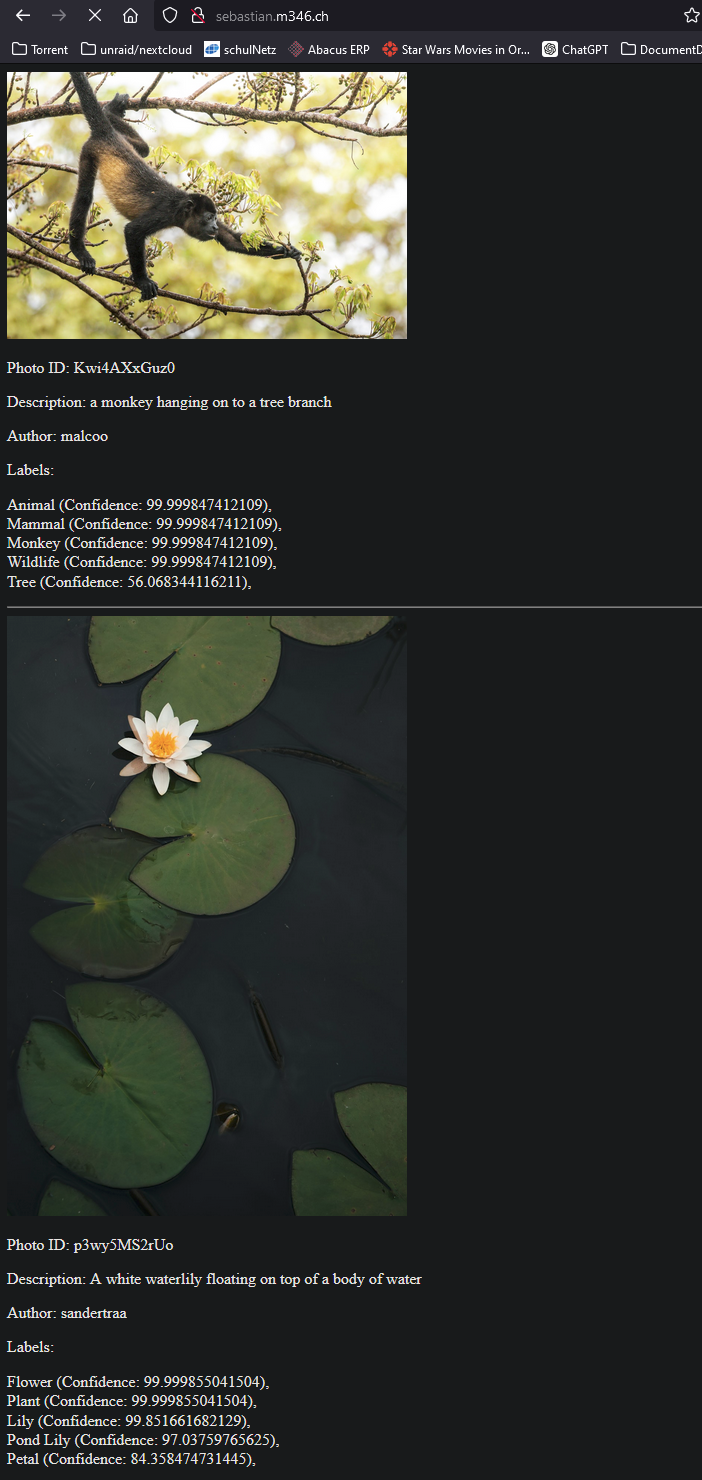 sebastian.m346.ch
Torrent unraid/nextcloud schulNetz Abacus ERP Star Wars Movies in Or... ChatGPT DocumentD
Photo ID: Kwi4AXxGuz0
Description: a monkey hanging on to a tree branch
Author: malcoo
Labels:
Animal (Confidence: 99.999847412109),
Mammal (Confidence: 99.999847412109),
Monkey (Confidence: 99.999847412109),
Wildlife (Confidence: 99.999847412109),
Tree (Confidence: 56.068344116211),
Photo ID: p3wy5MS2rUo
Description: A white waterlily floating on top of a body of water
Author: sandertraa
Labels:
Flower (Confidence: 99.999855041504),
Plant (Confidence: 99.999855041504),
Lily (Confidence: 99.851661682129),
Pond Lily (Confidence: 97.03759765625),
Petal (Confidence: 84.358474731445),